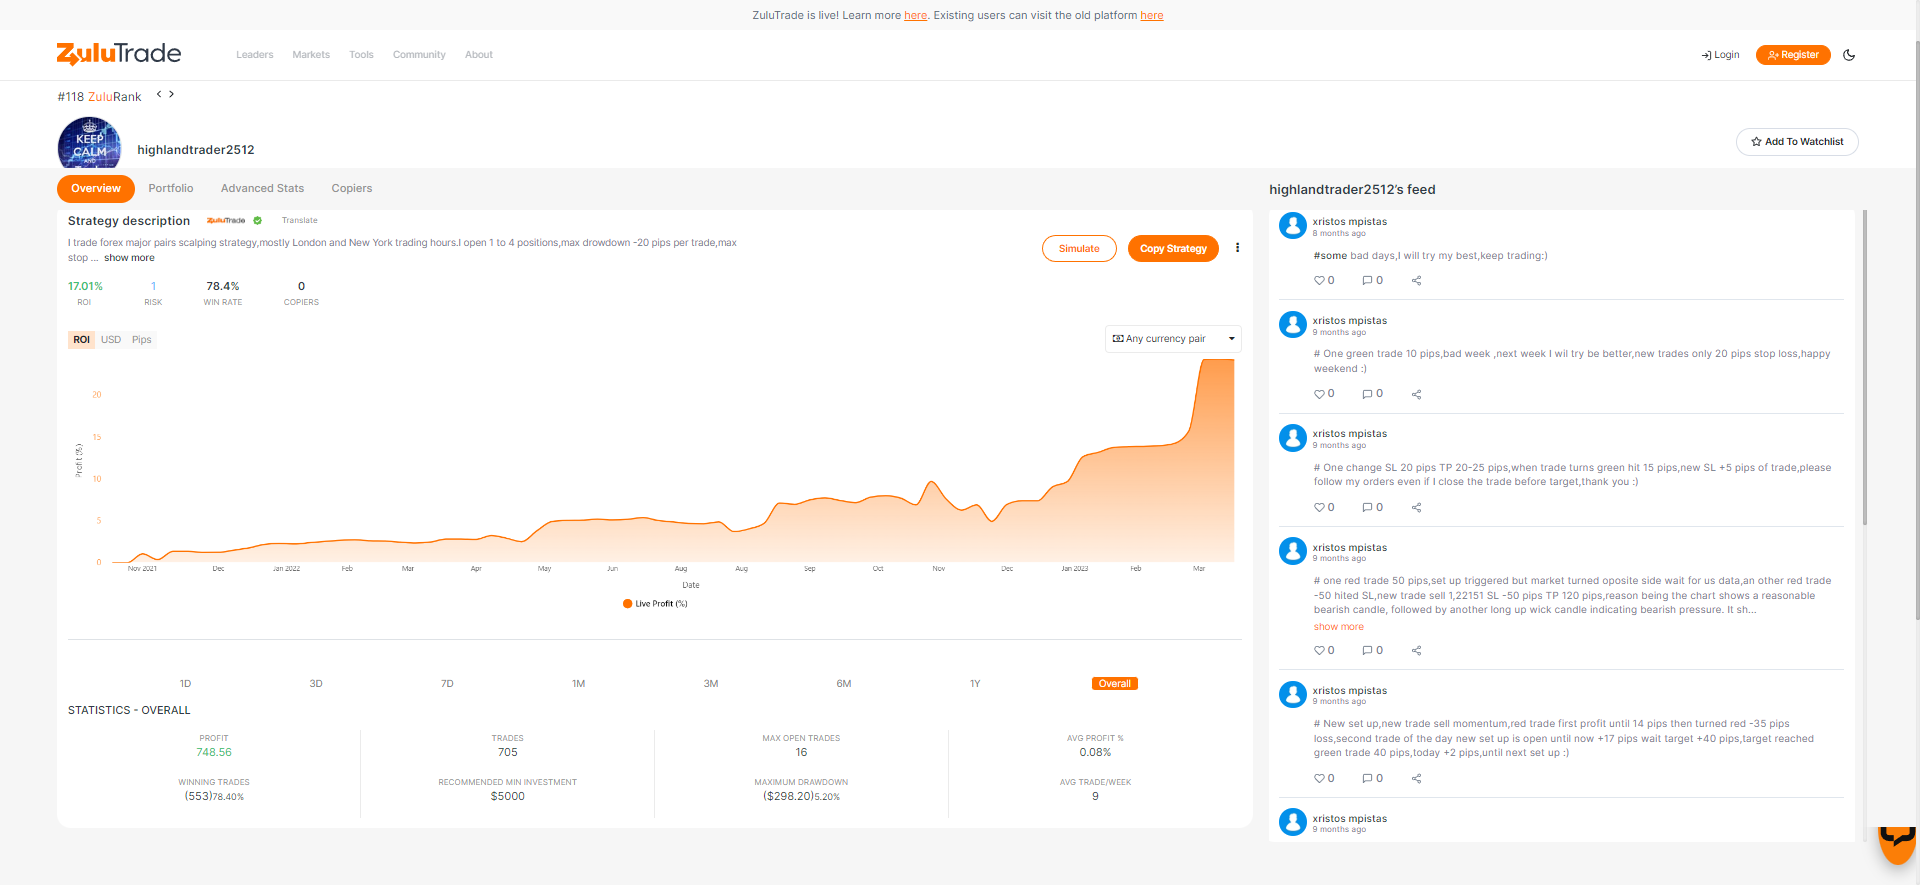 ZuluTrade is live! Learn more here. Existing users can visit the old platform here
ZuluTrade
Leaders
Markets
Tools
Community
About
Login
Register
#118 ZuluRank
KEEP
CALM
AND
highlandtrader2512
Add To Watchlist
Overview
Portfolio
Advanced Stats
Copiers
Strategy description
ZuluTrade
Translate
I trade forex major pairs scalping strategy,mostly London and New York trading hours.I open 1 to 4 positions,max drowdown -20 pips per trade,max
stop ... show more
Simulate
Copy Strategy
17.01%
1
78.4%
0
ROI
RISK
WIN RATE
COPIERS
ROI
USD
Pips
Any currency pair
Profit (%)
20
15
10
5
0
Nov 2021
Dec
Jan 2022
Feb
Mar
Apr
May
Jun
Aug
Aug
Sep
Oct
Nov
Dec
Jan 2023
Feb
Mar
Date
Live Profit (%)
1D
3D
7D
1M
3M
6M
1Y
Overall
STATISTICS - OVERALL
PROFIT
748.56
TRADES
705
MAX OPEN TRADES
16
AVG PROFIT %
0.08%
WINNING TRADES
(553)78.40%
RECOMMENDED MIN INVESTMENT
$5000
MAXIMUM DRAWDOWN
($298.20)5.20%
AVG TRADE/WEEK
9
highlandtrader2512's feed
xristos mpistas
8 months ago
#some bad days,I will try my best,keep trading:)
0
0
xristos mpistas
9 months ago
# One green trade 10 pips,bad week ,next week I wil try be better,new trades only 20 pips stop loss,happy
weekend :)
0
0
xristos mpistas
9 months ago
# One change SL 20 pips TP 20-25 pips,when trade turns green hit 15 pips,new SL +5 pips of trade,please
follow my orders even if I close the trade before target,thank you :)
0
0
xristos mpistas
9 months ago
# one red trade 50 pips,set up triggered but market turned oposite side wait for us data,an other red trade
-50 hited SL,new trade sell 1,22151 SL -50 pips TP 120 pips,reason being the chart shows a reasonable
bearish candle, followed by another long up wick candle indicating bearish pressure. It sh...
show more
0
0
xristos mpistas
9 months ago
# New set up,new trade sell momentum,red trade first profit until 14 pips then turned red -35 pips
loss,second trade of the day new set up is open until now +17 pips wait target +40 pips,target reached
green trade 40 pips,today +2 pips,until next set up :)
0
0
xristos mpistas
9 months ago